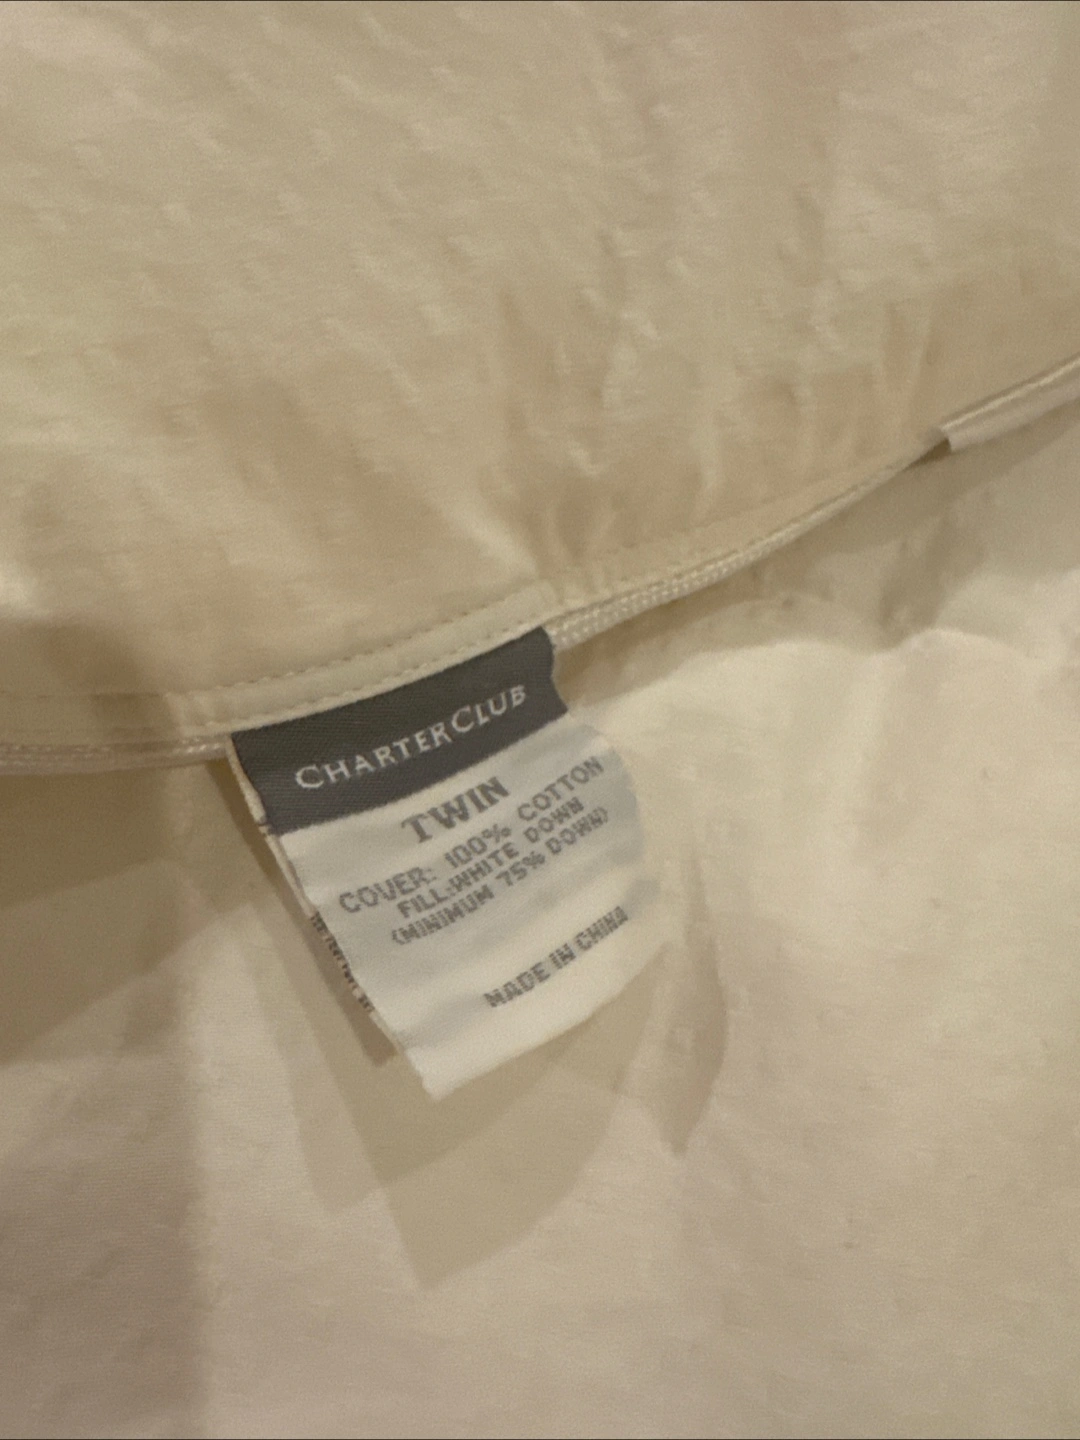 CHARTER CLUB
TWIN
COVER: 100% COTTON
FILL:WHITE DOWN
(MINIMUM 75% DOWN)
MADE IN CHINA